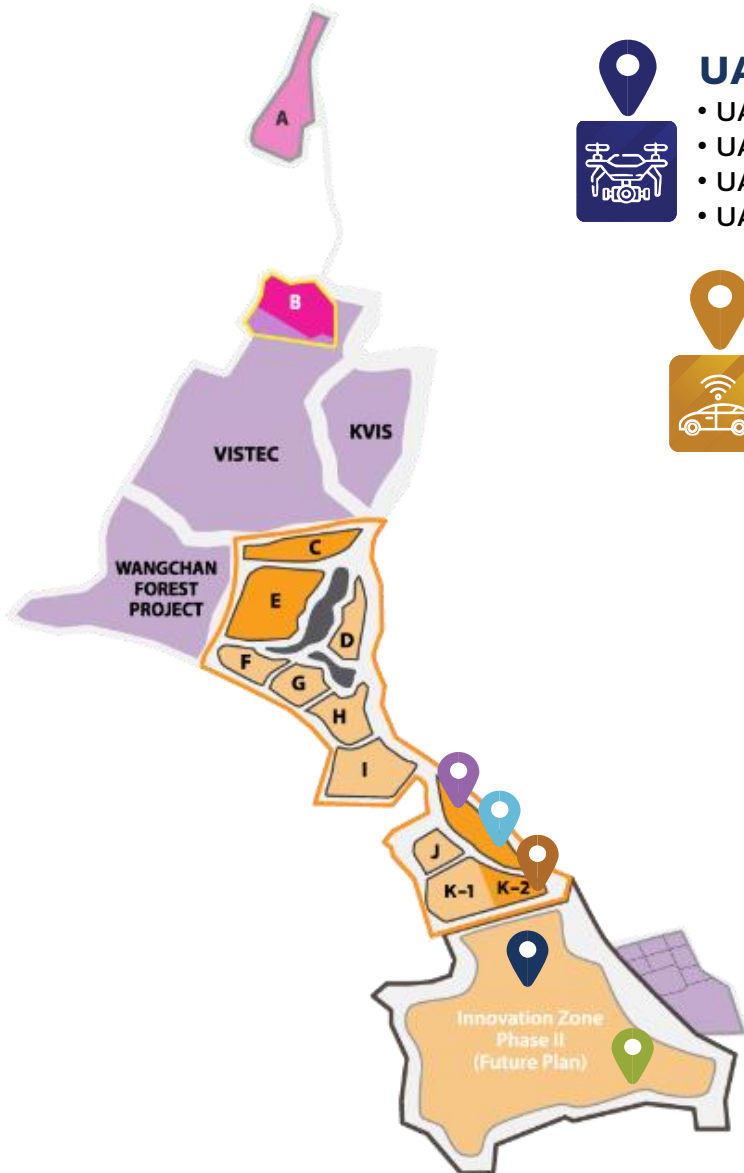 A
UA
• UA
• UA
• UA
• UA
B
KVIS
VISTEC
C
WANGCHAN
FOREST
PROJECT
E
D
F
G
H
I
J
K-1
K-2
Innovation Zone
Phase II
(Future Plan)